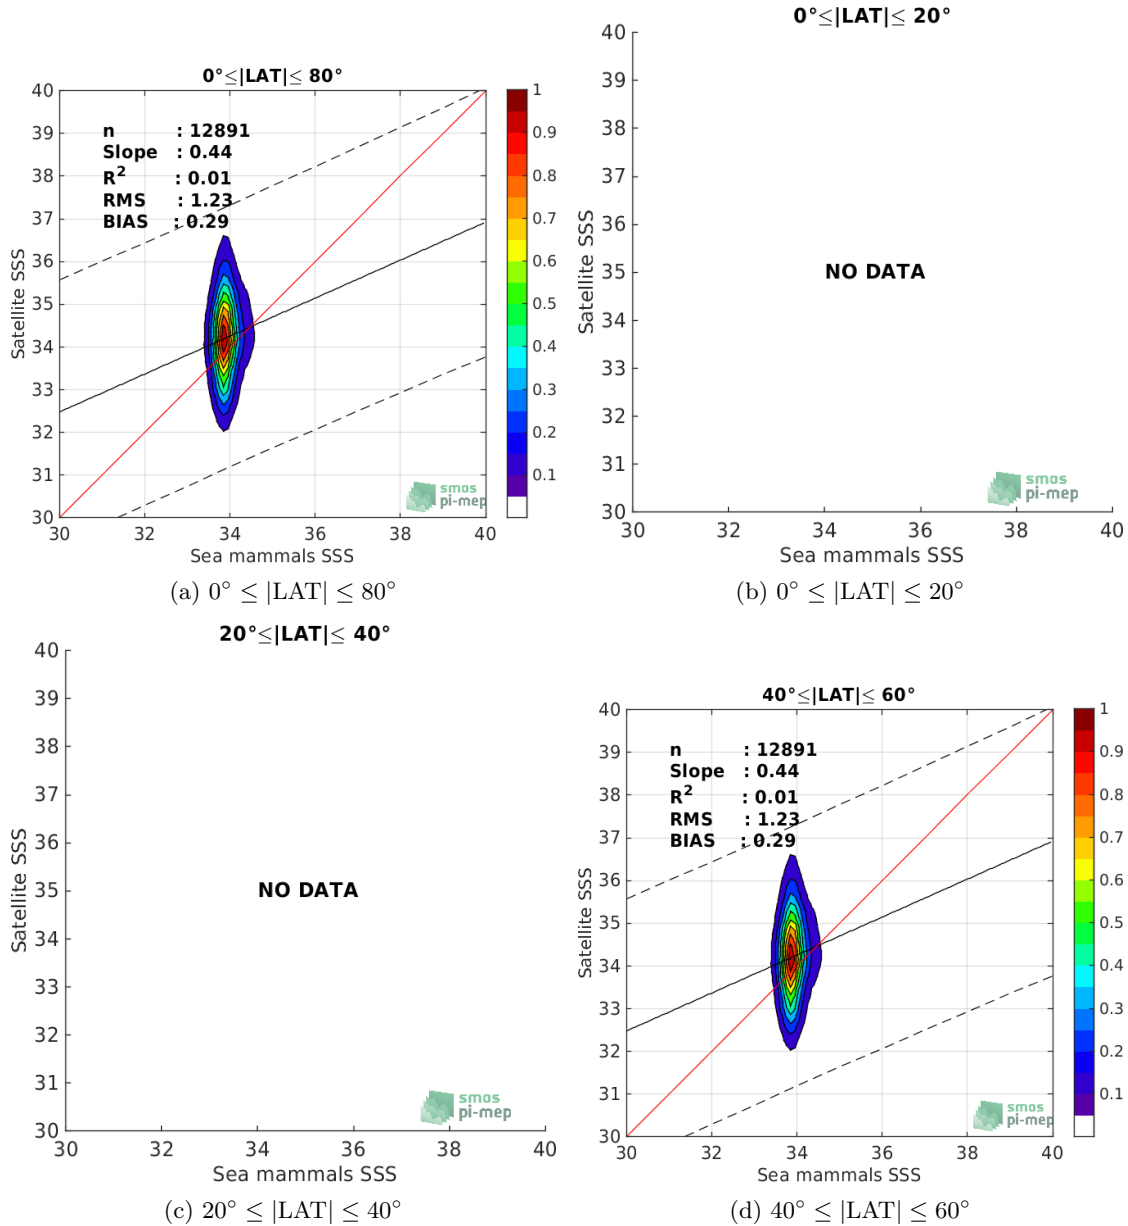 0°≤|LAT|≤ 80°
40
39
38
37
36
35
34
33
32
31
30
n : 12891
Slope : 0.44
R² : 0.01
RMS : 1.23
BIAS : 0.29
1
0.9
0.8
0.7
0.6
0.5
0.4
0.3
0.2
0.1
Satellite SSS
smos
pi-mep
30 32 34 36 38 40
Sea mammals SSS
(a) 0° ≤ |LAT| ≤ 80°
0°≤|LAT|≤ 20°
40
39
38
37
36
35
34
33
32
31
30
Satellite SSS
NO DATA
smos
pi-mep
30 32 34 36 38 40
Sea mammals SSS
(b) 0° ≤ |LAT| ≤ 20°
20°≤|LAT|≤ 40°
40
39
38
37
36
35
34
33
32
31
30
Satellite SSS
NO DATA
smos
pi-mep
30 32 34 36 38 40
Sea mammals SSS
(c) 20° ≤ |LAT| ≤ 40°
40°≤|LAT|≤ 60°
40
39
38
37
36
35
34
33
32
31
30
n : 12891
Slope : 0.44
R² : 0.01
RMS : 1.23
BIAS : 0.29
1
0.9
0.8
0.7
0.6
0.5
0.4
0.3
0.2
0.1
Satellite SSS
smos
pi-mep
30 32 34 36 38 40
Sea mammals SSS
(d) 40° ≤ |LAT| ≤ 60°